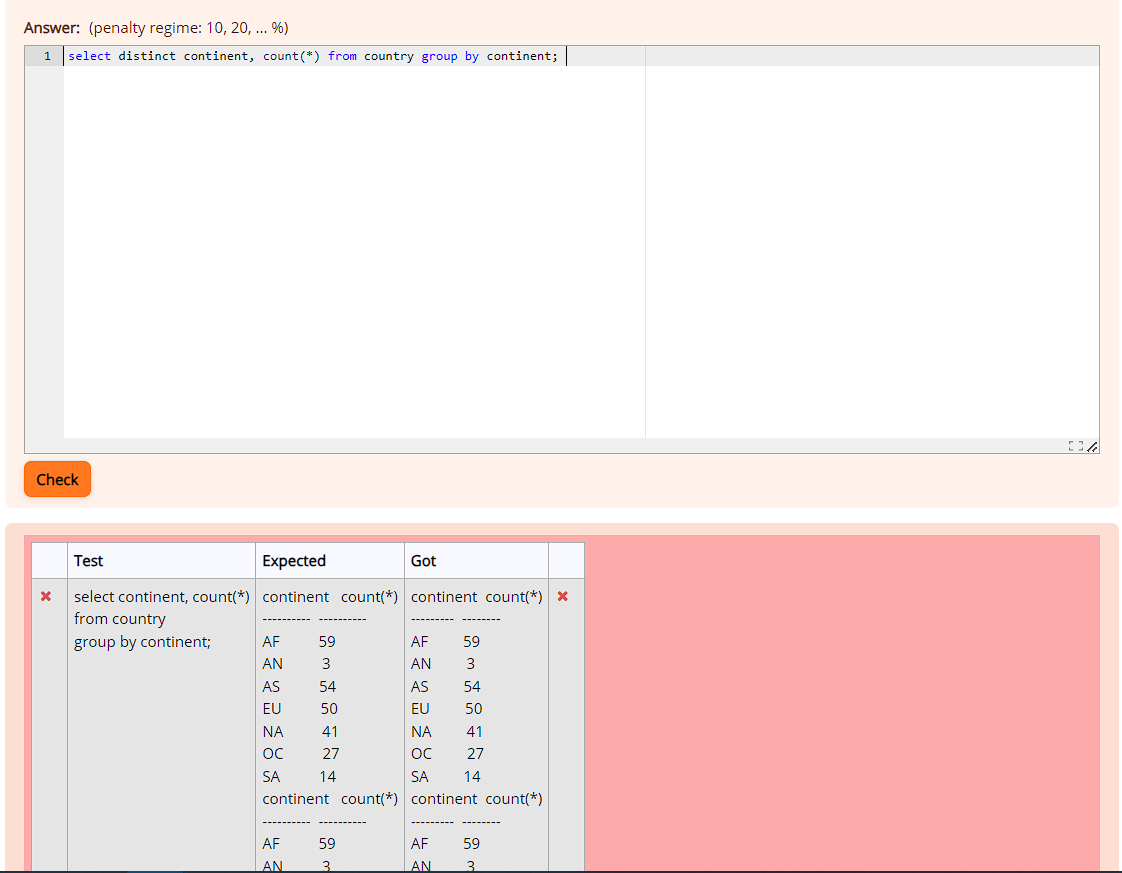 Answer: (penalty regime: 10, 20, ... %)
1 select distinct continent, count(*) from country group by continent;
Check
Test Expected Got
select continent, count(*) continent count(*) continent count(*)
from country ---------- ---------- --------- --------
group by continent; AF 59 AF 59
AN 3 AN 3
AS 54 AS 54
EU 50 EU 50
NA 41 NA 41
OC 27 OC 27
SA 14 SA 14
continent count(*) continent count(*)
---------- ---------- --------- --------
AF 59 AF 59
AN 3 AN 3